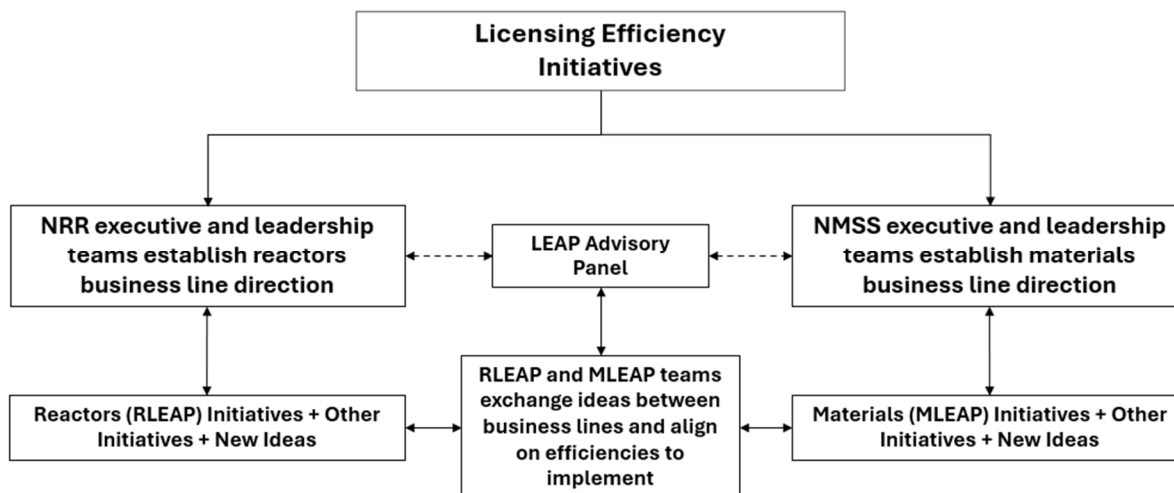 Licensing Efficiency
Initiatives
NRR executive and leadership
teams establish reactors
business line direction
LEAP Advisory
Panel
NMSS executive and leadership
teams establish materials
business line direction
Reactors (RLEAP) Initiatives + Other
Initiatives + New Ideas
RLEAP and MLEAP teams
exchange ideas between
business lines and align
on efficiencies to
implement
Materials (MLEAP) Initiatives + Other
Initiatives + New Ideas